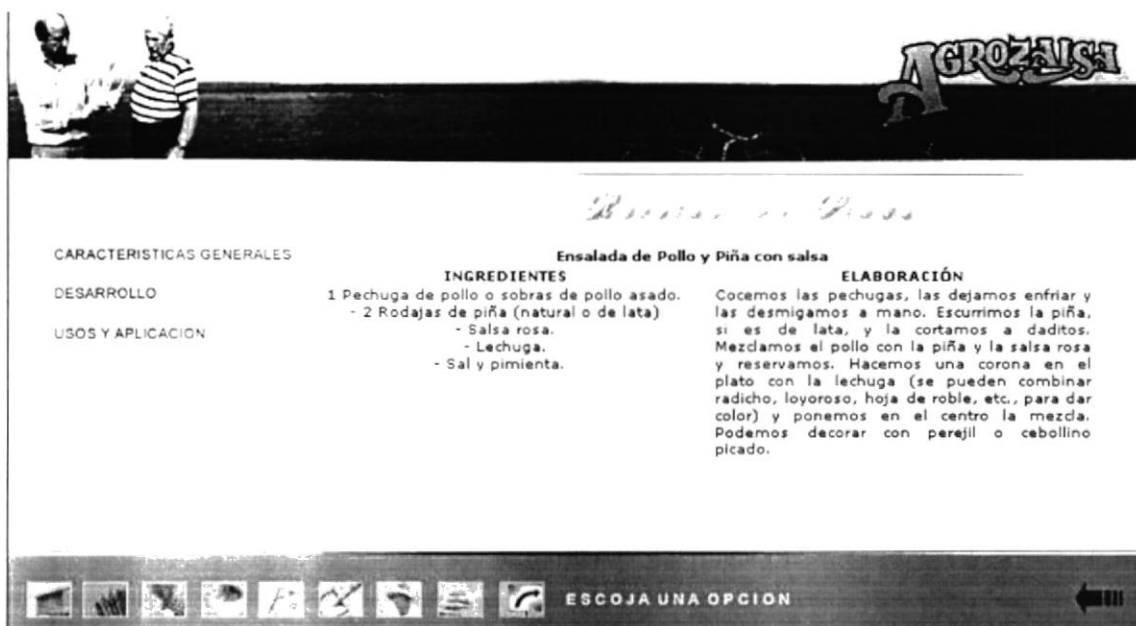 AGROZALSA
CARACTERISTICAS GENERALES
DESARROLLO
USOS Y APLICACION
Ensalada de Pollo y Piña con salsa
INGREDIENTES
1 Pechuga de pollo o sobras de pollo asado.
- 2 Rodajas de piña (natural o de lata)
- Salsa rosa.
- Lechuga.
- Sal y pimienta.
ELABORACIÓN
Cocemos las pechugas, las dejamos enfriar y
las desmigamos a mano. Escurrimos la piña,
si es de lata, y la cortamos a daditos.
Mezclamos el pollo con la piña y la salsa rosa
y reservamos. Hacemos una corona en el
plato con la lechuga (se pueden combinar
radicho, loyoroso, hoja de roble, etc., para dar
color) y ponemos en el centro la mezcla.
Podemos decorar con perejil o cebollino
picado.
ESCOJA UNA OPCION